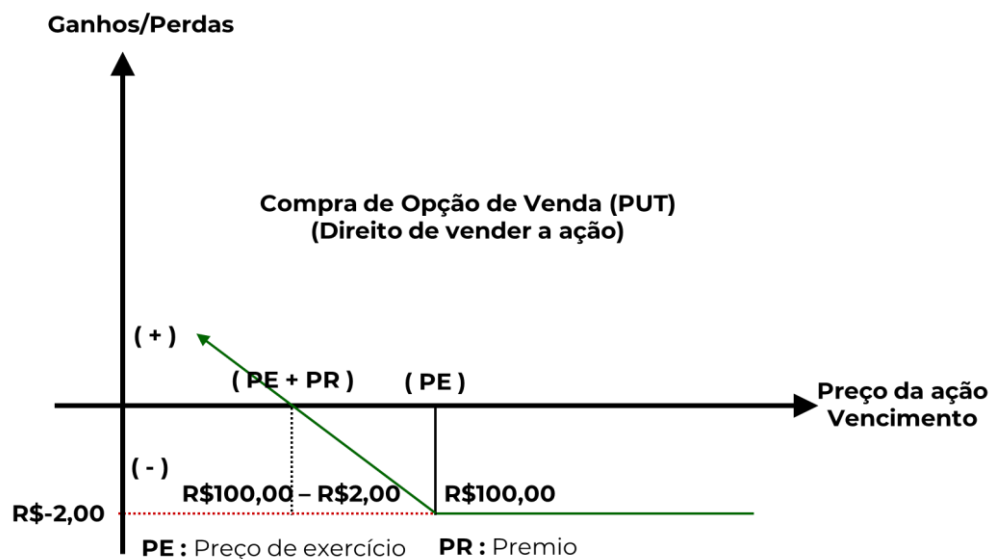 Ganhos/Perdas
Compra de Opção de Venda (PUT)
(Direito de vender a ação)
( + )
( PE + PR )
( PE )
Preço da ação
Vencimento
( - )
R$100,00 – R$2,00
R$100,00
R$-2,00
PE : Preço de exercício
PR : Premio